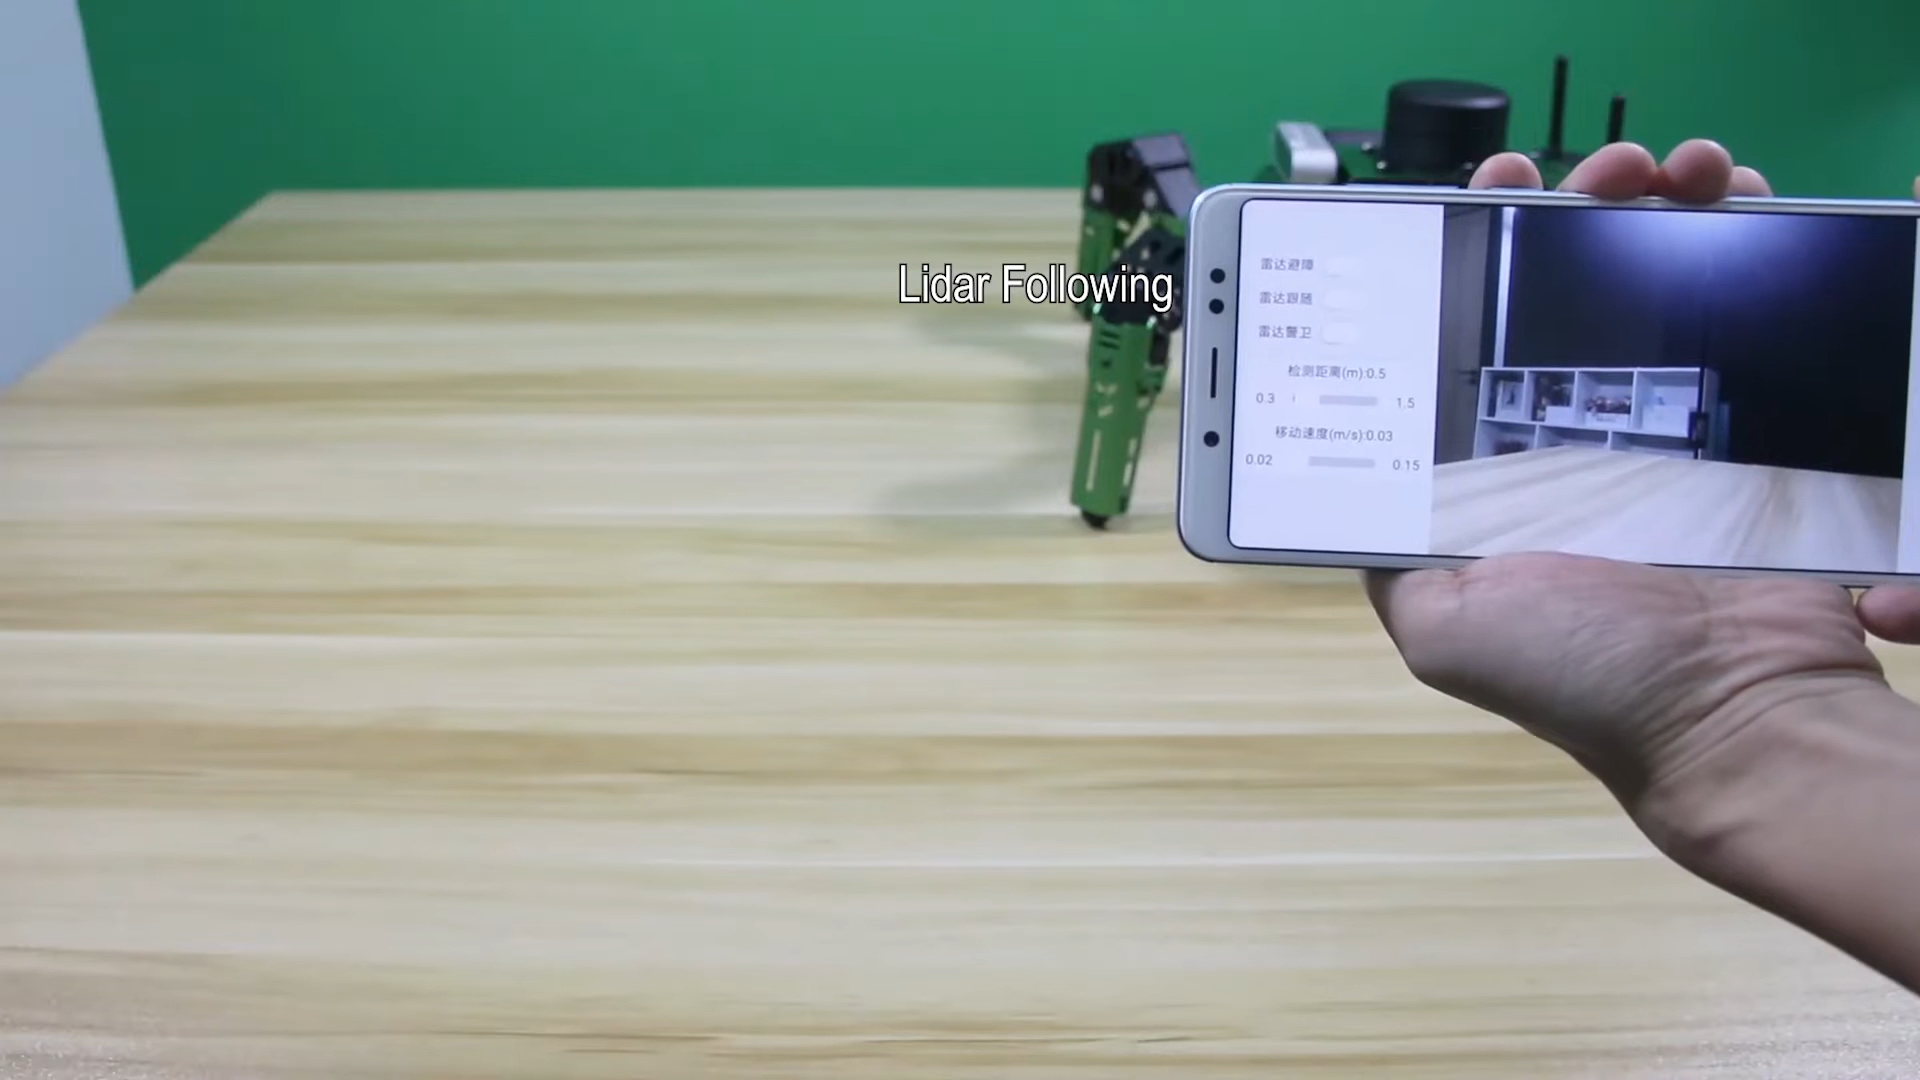 Lidar Following
雷达避障
雷达跟随
雷达警卫
检测距离(m):0.5
0.3 1.5
移动速度(m/s):0.03
0.02 0.15